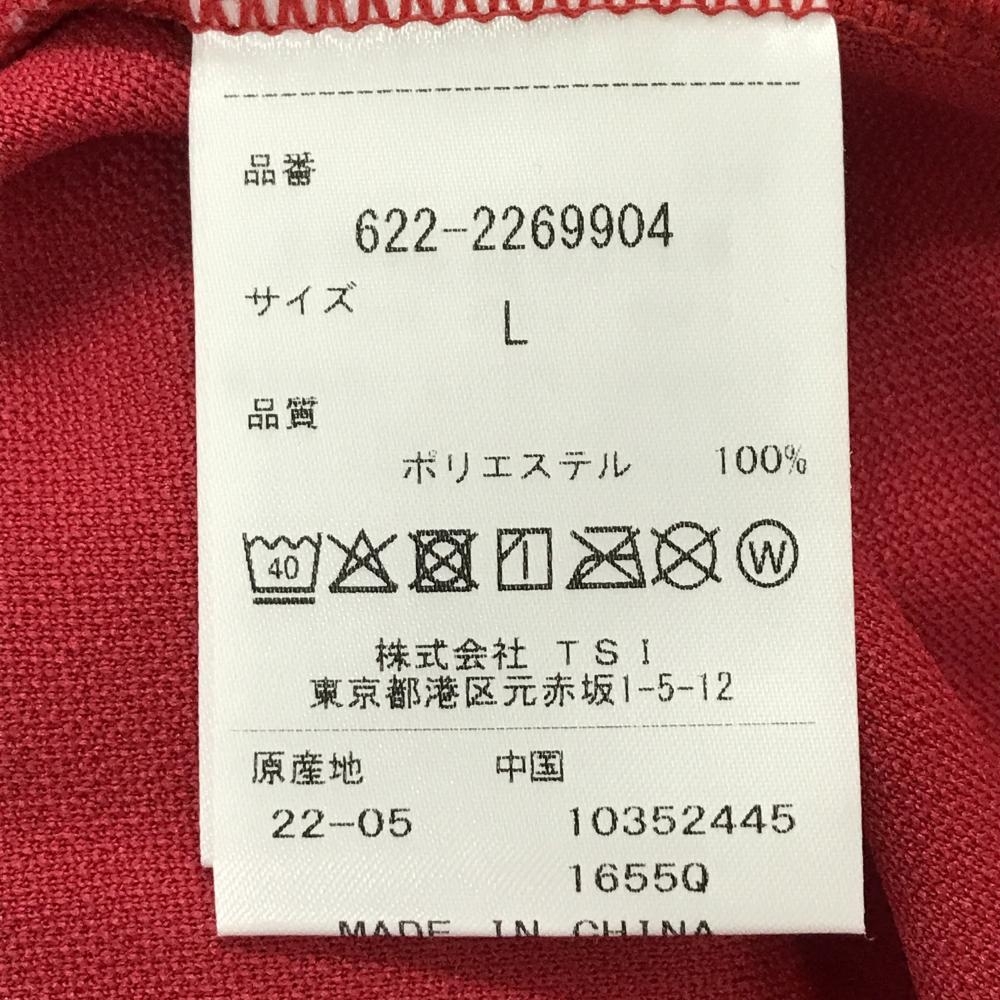 品番
622-2269904
サイズ
L
品質
ポリエステル 100%
40 W
株式会社 TSI
東京都港区元赤坂1-5-12
原産地 中国
22-05 10352445
1655Q
MADE IN CHINA